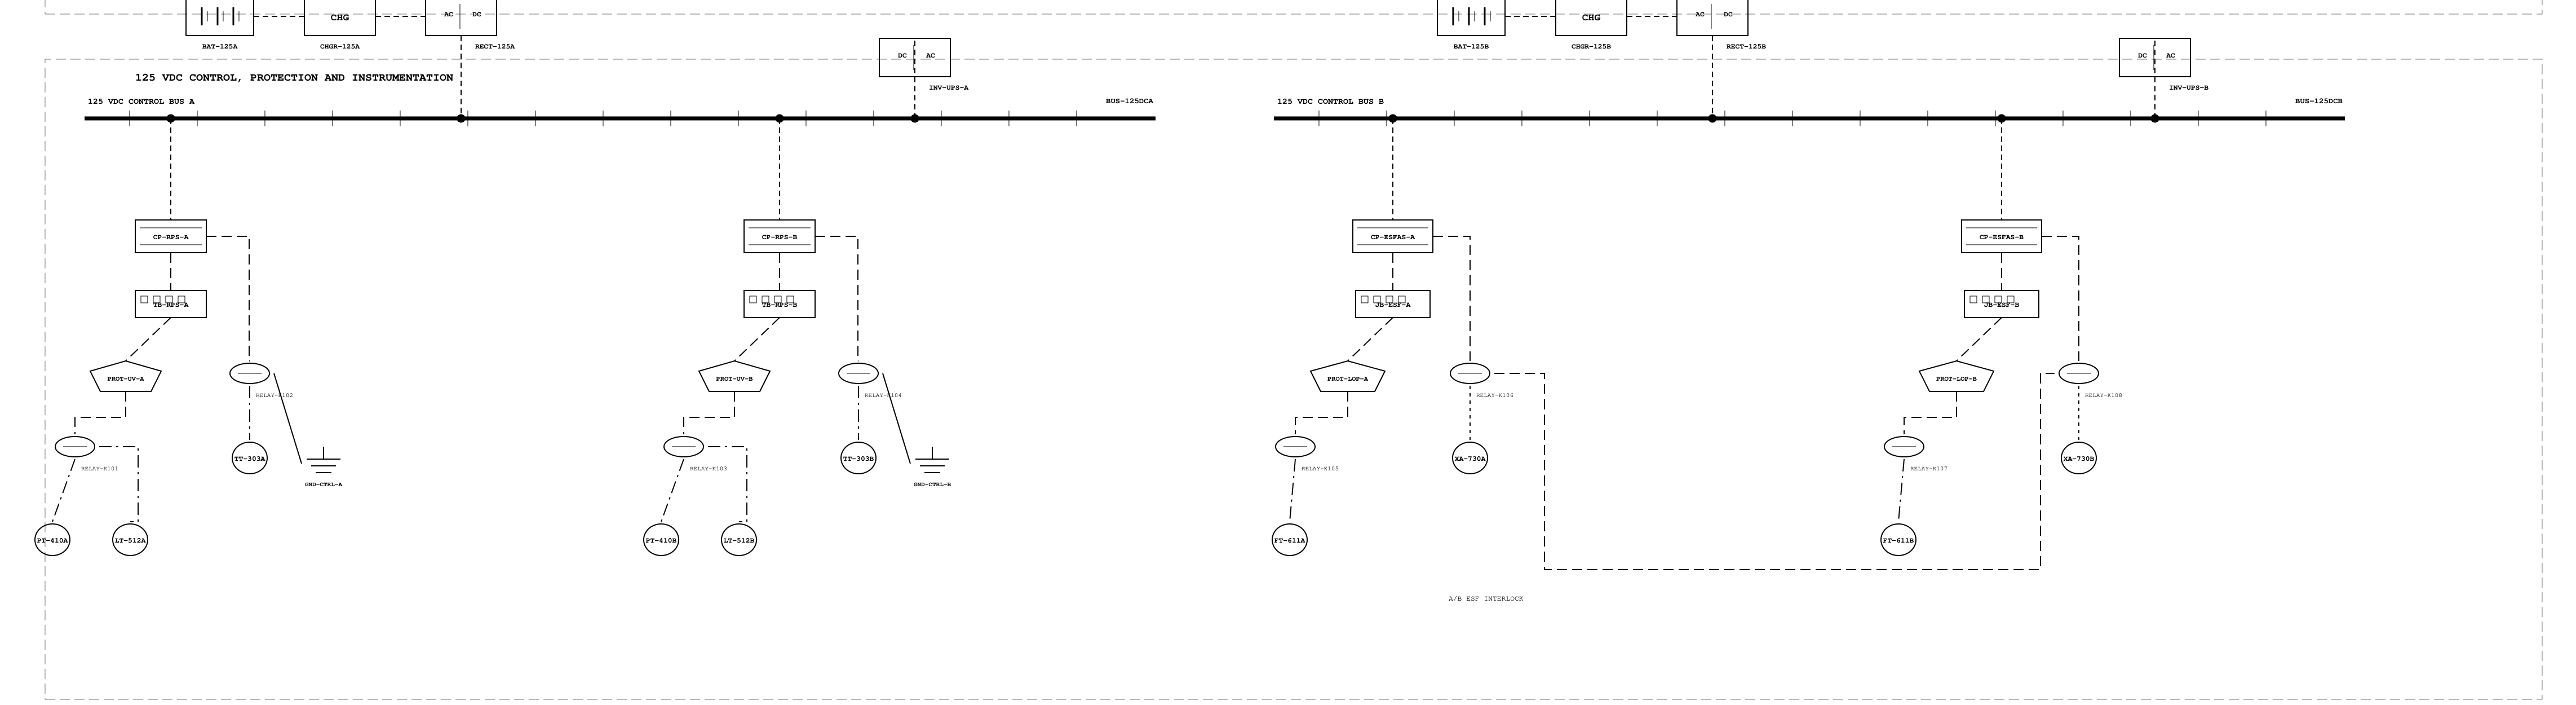 CHG
AC DC
CHG
AC DC
BAT-125A
CHGR-125A
RECT-125A
BAT-125B
CHGR-125B
RECT-125B
DC AC
DC AC
125 VDC CONTROL, PROTECTION AND INSTRUMENTATION
INV-UPS-A
INV-UPS-B
125 VDC CONTROL BUS A
BUS-125DCA
125 VDC CONTROL BUS B
BUS-125DCB
CP-RPS-A
CP-RPS-B
CP-ESFAS-A
CP-ESFAS-B
TB-RPS-A
TB-RPS-B
JB-ESF-A
JB-ESF-B
PROT-UV-A
PROT-UV-B
PROT-LOP-A
PROT-LOP-B
RELAY-K102
RELAY-K104
RELAY-K106
RELAY-K108
TT-303A
TT-303B
XA-730A
XA-730B
RELAY-K101
RELAY-K103
RELAY-K105
RELAY-K107
GND-CTRL-A
GND-CTRL-B
PT-410A
LT-512A
PT-410B
LT-512B
FT-611A
FT-611B
A/B ESF INTERLOCK